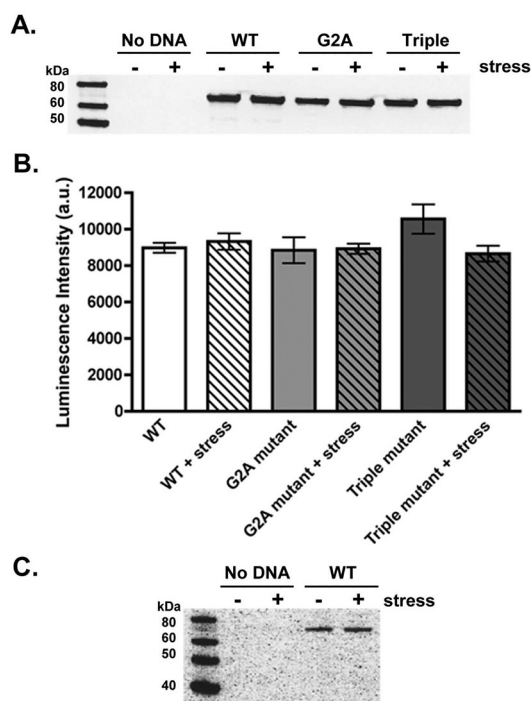 A.
No DNA WT G2A Triple
- + - + - + - + stress
kDa
80
60
50
B.
Luminescence Intensity (a.u.)
12000
10000
8000
6000
4000
2000
0
WT
WT + stress
G2A mutant
G2A mutant + stress
Triple mutant
Triple mutant + stress
C.
No DNA WT
- + - + stress
kDa
80
60
50
40